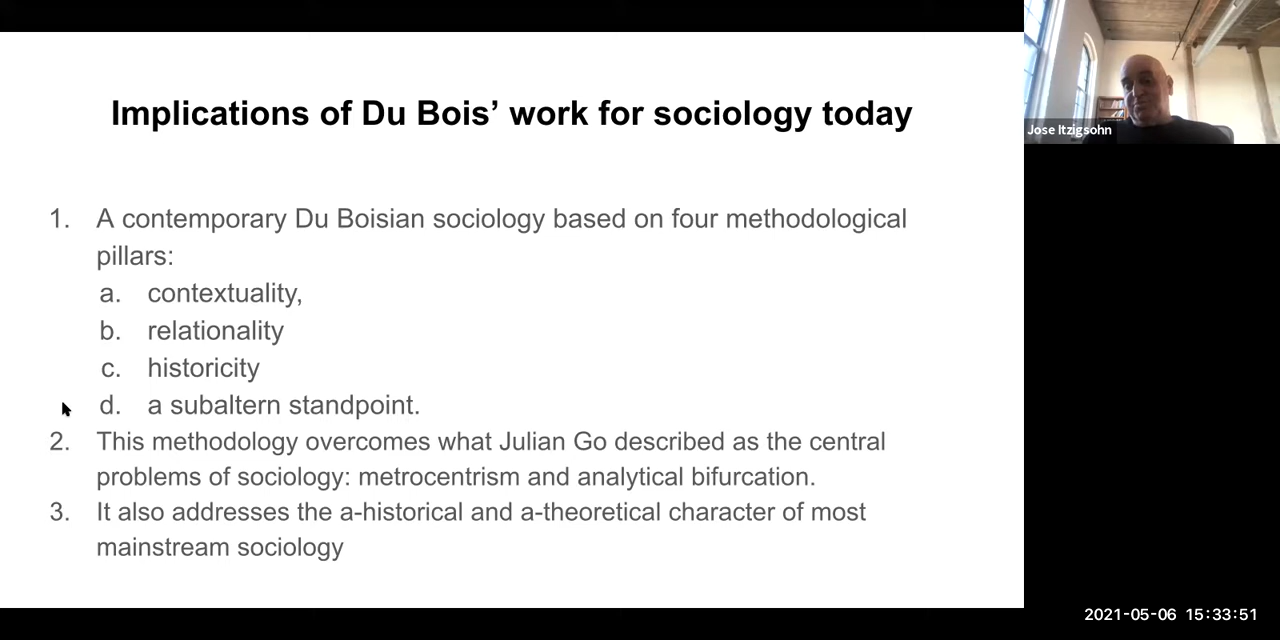 Implications of Du Bois’ work for sociology today
1. A contemporary Du Boisian sociology based on four methodological
pillars:
a. contextuality,
b. relationality
c. historicity
d. a subaltern standpoint.
2. This methodology overcomes what Julian Go described as the central
problems of sociology: metrocentrism and analytical bifurcation.
3. It also addresses the a-historical and a-theoretical character of most
mainstream sociology
Jose Itzigsohn
2021-05-06 15:33:51